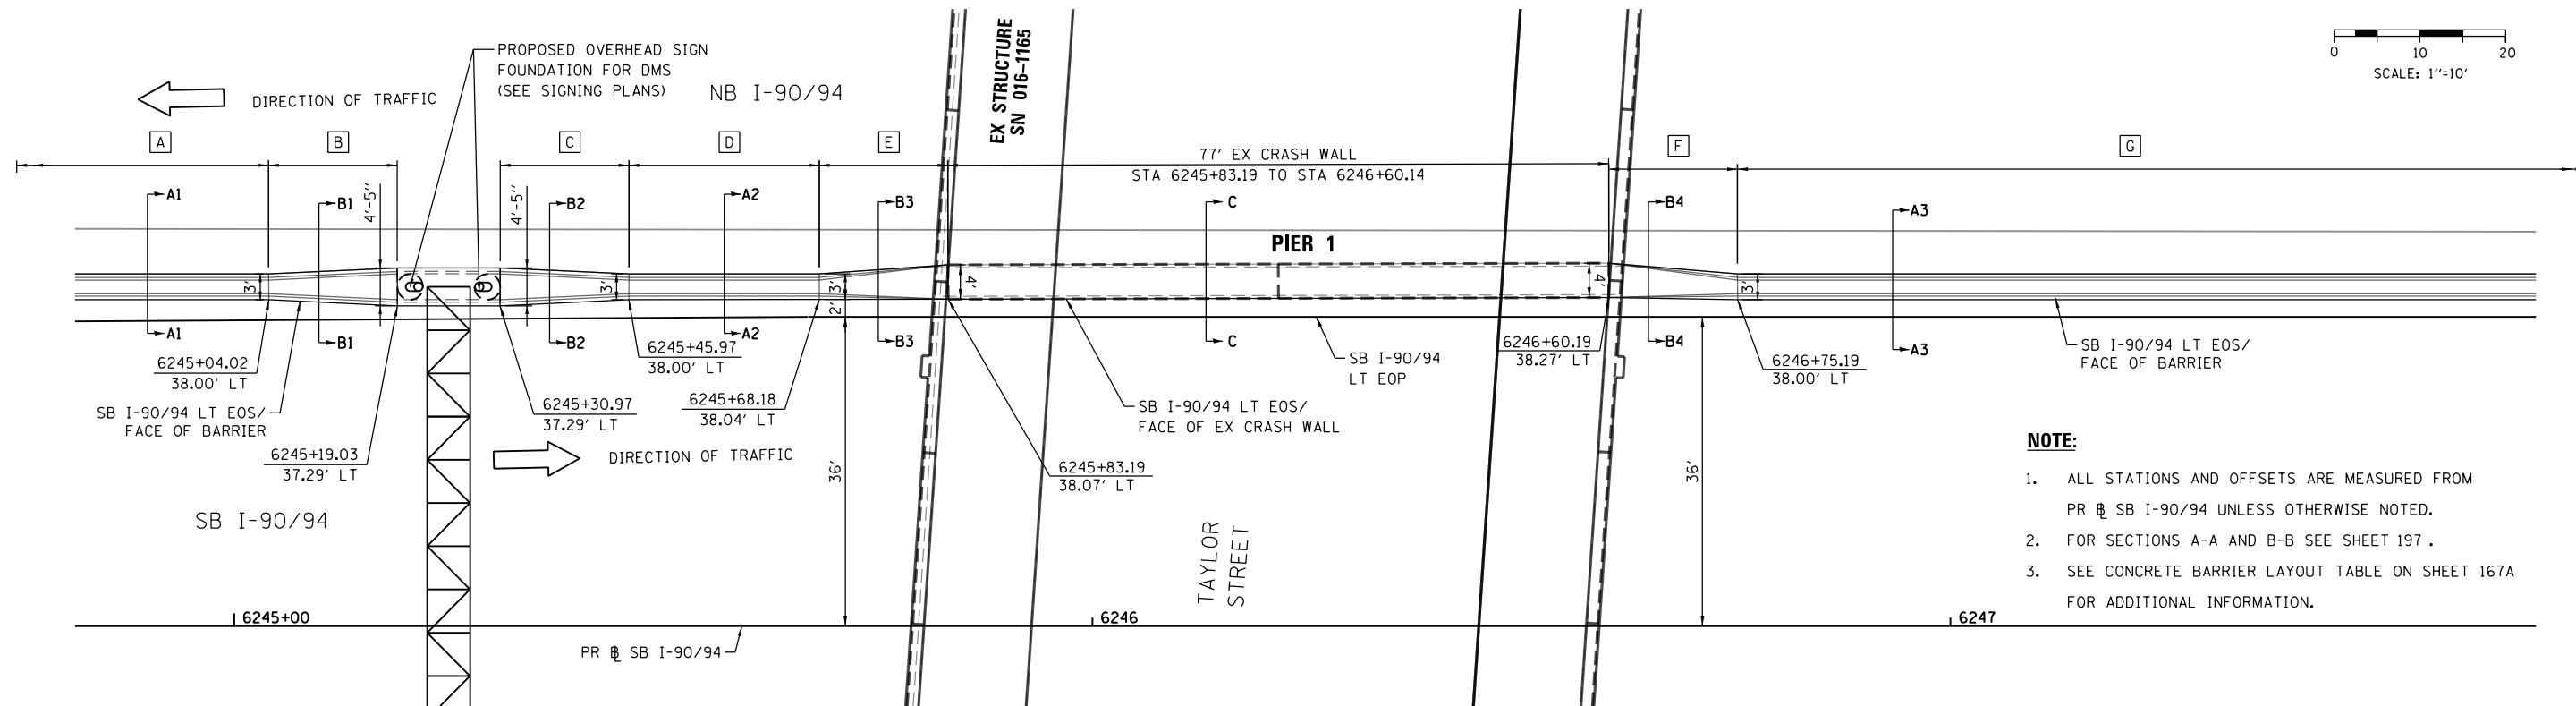 PROPOSED OVERHEAD SIGN
FOUNDATION FOR DMS
(SEE SIGNING PLANS)
NB I-90/94
DIRECTION OF TRAFFIC
EX STRUCTURE
SN 016-1165
0 10 20
SCALE: 1"=10'
A
B
C
D
E
F
G
77' EX CRASH WALL
STA 6245+83.19 TO STA 6246+60.14
A1
B1
4'-5"
4'-5"
B2
A2
B3
C
B4
A3
PIER 1
3'
3'
3'
2'
4'
4'
3'
A1
B1
B2
A2
B3
C
B4
A3
6245+04.02
38.00' LT
SB I-90/94 LT EOS/
FACE OF BARRIER
6245+19.03
37.29' LT
6245+30.97
37.29' LT
6245+45.97
38.00' LT
6245+68.18
38.04' LT
DIRECTION OF TRAFFIC
SB I-90/94
36'
6245+83.19
38.07' LT
SB I-90/94 LT EOS/
FACE OF EX CRASH WALL
SB I-90/94
LT EOP
6246+60.19
38.27' LT
6246+75.19
38.00' LT
36'
SB I-90/94 LT EOS/
FACE OF BARRIER
TAYLOR
STREET
NOTE:
1. ALL STATIONS AND OFFSETS ARE MEASURED FROM
PR BL SB I-90/94 UNLESS OTHERWISE NOTED.
2. FOR SECTIONS A-A AND B-B SEE SHEET 197 .
3. SEE CONCRETE BARRIER LAYOUT TABLE ON SHEET 167A
FOR ADDITIONAL INFORMATION.
6245+00
6246
6247
PR BL SB I-90/94